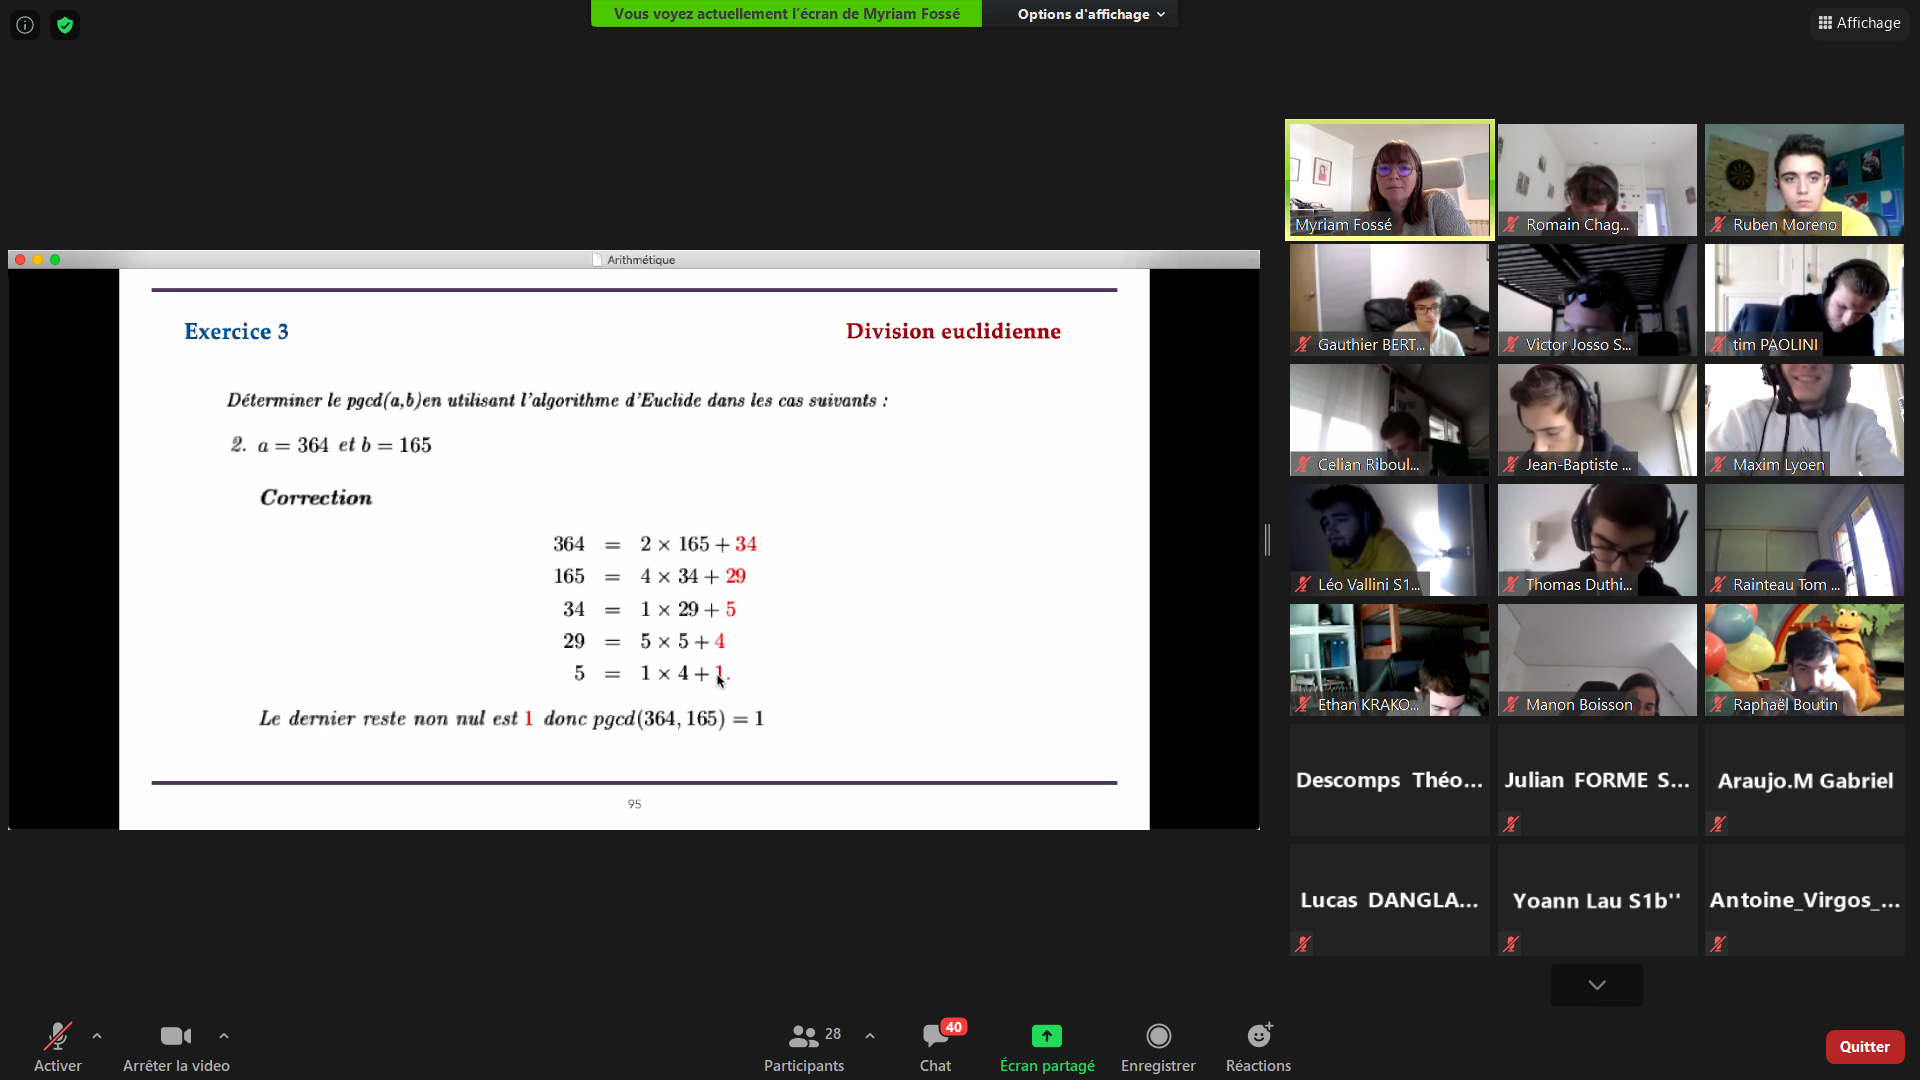 Vous voyez actuellement l'écran de Myriam Fossé
Options d'affichage
Affichage
Arithmétique
Exercice 3
Division euclidienne
Déterminer le pgcd(a,b)en utilisant l'algorithme d'Euclide dans les cas suivants :
2. a = 364 et b = 165
Correction
364 = 2 × 165 + 34
165 = 4 × 34 + 29
34 = 1 × 29 + 5
29 = 5 × 5 + 4
5 = 1 × 4 + 1.
Le dernier reste non nul est 1 donc pgcd(364, 165) = 1
95
Myriam Fossé
Romain Chag...
Ruben Moreno
Gauthier BERT...
Victor Josso S...
tim PAOLINI
Celian Riboul...
Jean-Baptiste ...
Maxim Lyoen
Léo Vallini S1...
Thomas Duthi...
Rainteau Tom ...
Ethan KRAKO...
Manon Boisson
Raphaël Boutin
Descomps Théo...
Julian FORME S...
Araujo.M Gabriel
Lucas DANGLA...
Yoann Lau S1b''
Antoine_Virgos_...
Activer
Arrêter la video
28
Participants
40
Chat
Écran partagé
Enregistrer
Réactions
Quitter